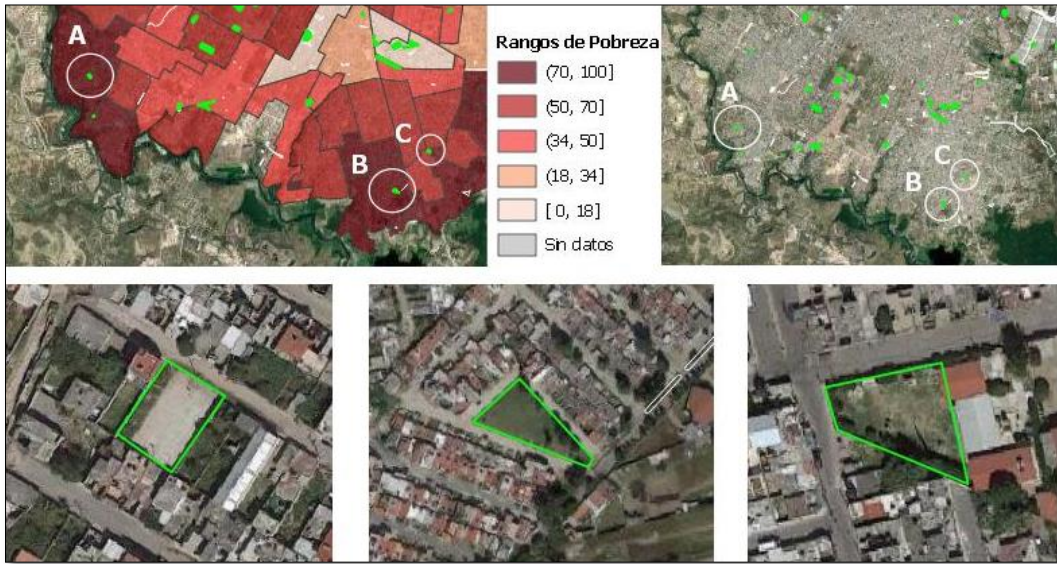 A
B
C
Rangos de Pobreza
(70, 100]
(50, 70]
(34, 50]
(18, 34]
[ 0, 18)
Sin datos
A
C
B